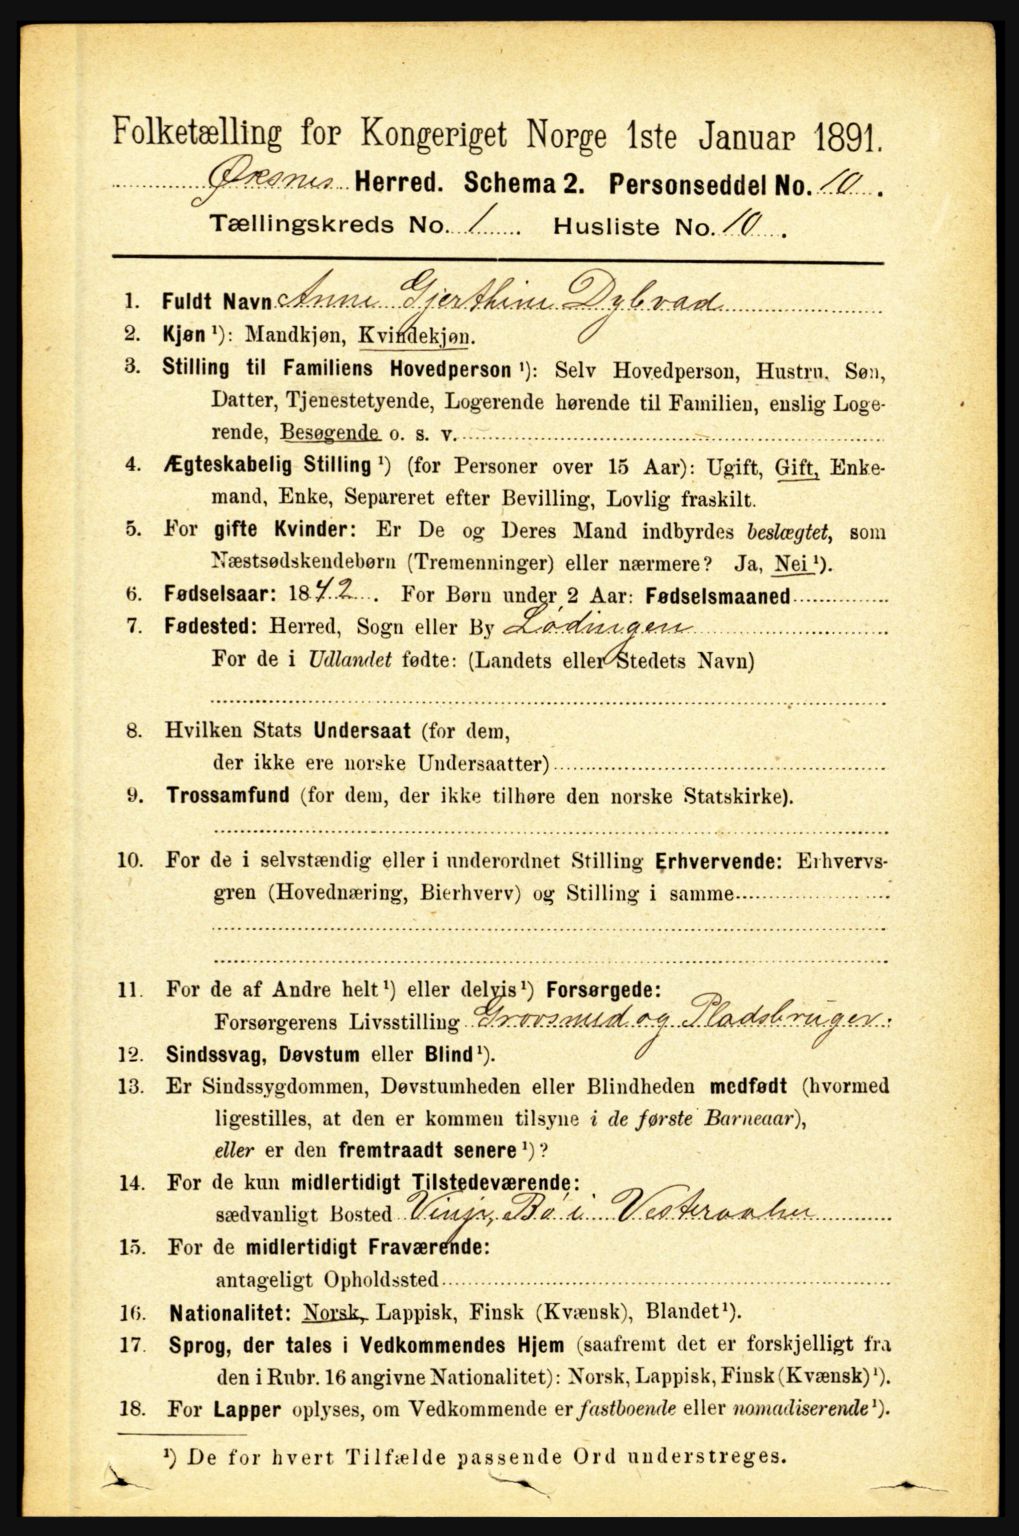 Folketælling for Kongeriget Norge 1ste Januar 1891.
Øksnes Herred. Schema 2. Personseddel No. 10.
Tællingskreds No. 1. Husliste No. 10.
1. Fuldt Navn Anne Gjerthine Dybvad
2. Kjøn ¹): Mandkjøn, Kvindekjøn.
3. Stilling til Familiens Hovedperson ¹): Selv Hovedperson, Hustru, Søn,
Datter, Tjenestetyende, Logerende hørende til Familien, enslig Loge-
rende, Besøgende o. s. v.
4. Ægteskabelig Stilling ¹) (for Personer over 15 Aar): Ugift, Gift, Enke-
mand, Enke, Separeret efter Bevilling, Lovlig fraskilt.
5. For gifte Kvinder: Er De og Deres Mand indbyrdes beslægtet, som
Næstsødskendebørn (Tremenninger) eller nærmere? Ja, Nei ¹).
6. Fødselsaar: 1842. For Børn under 2 Aar: Fødselsmaaned
7. Fødested: Herred, Sogn eller By Lødingen
For de i Udlandet fødte: (Landets eller Stedets Navn)
8. Hvilken Stats Undersaat (for dem,
der ikke ere norske Undersaatter)
9. Trossamfund (for dem, der ikke tilhøre den norske Statskirke).
10. For de i selvstændig eller i underordnet Stilling Erhvervende: Erhvervs-
gren (Hovednæring, Bierhverv) og Stilling i samme
11. For de af Andre helt ¹) eller delvis ¹) Forsørgede:
Forsørgerens Livsstilling Grovsmed og Pladsbruger.
12. Sindssvag, Døvstum eller Blind ¹).
13. Er Sindssygdommen, Døvstumheden eller Blindheden medfødt (hvormed
ligestilles, at den er kommen tilsyne i de første Barneaar),
eller er den fremtraadt senere ¹)?
14. For de kun midlertidigt Tilstedeværende:
sædvanligt Bosted Vinje, Bø i Vesteraalen
15. For de midlertidigt Fraværende:
antageligt Opholdssted
16. Nationalitet: Norsk, Lappisk, Finsk (Kvænsk), Blandet ¹).
17. Sprog, der tales i Vedkommendes Hjem (saafremt det er forskjelligt fra
den i Rubr. 16 angivne Nationalitet): Norsk, Lappisk, Finsk (Kvænsk) ¹).
18. For Lapper oplyses, om Vedkommende er fastboende eller nomadiserende ¹).
¹) De for hvert Tilfælde passende Ord understreges.